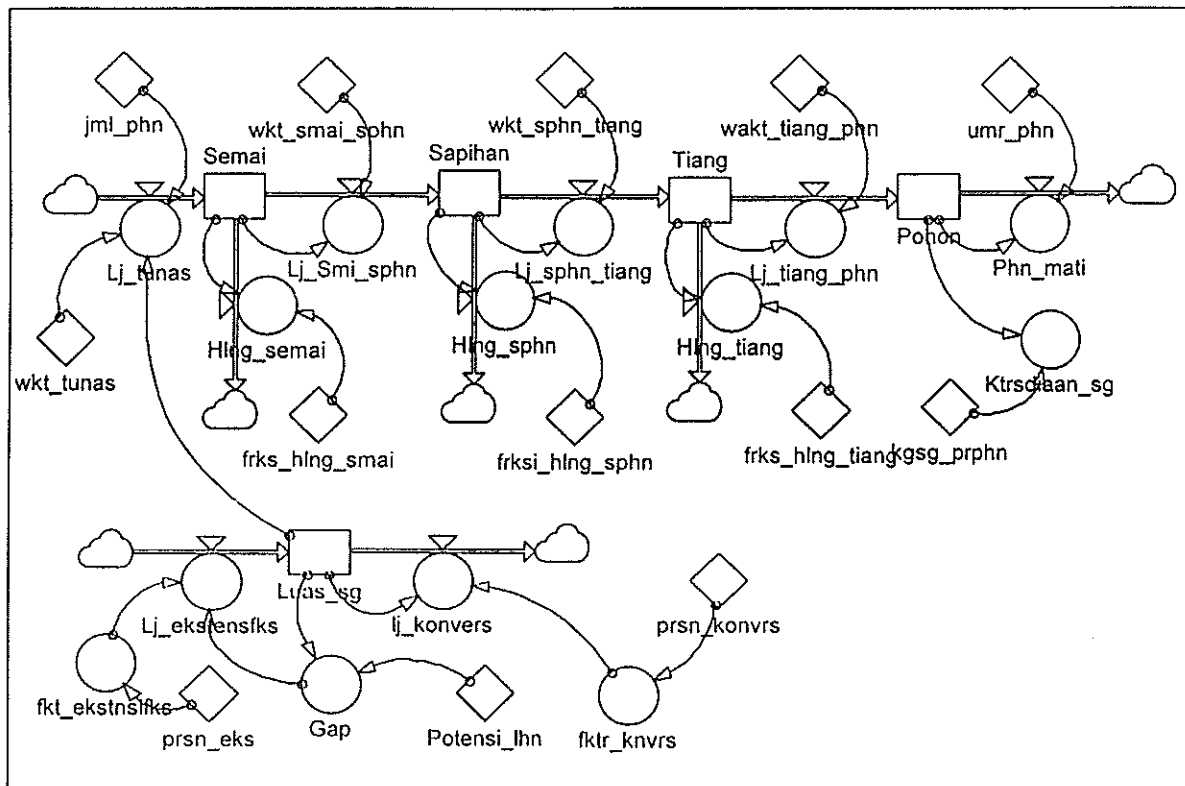 jml_phn
wkt_smai_sphn
wkt_sphn_tiang
wakt_tiang_phn
umr_phn
Semai
Sapihan
Tiang
Pohon
Lj_tunas
Lj_Smi_sphn
Lj_sphn_tiang
Lj_tiang_phn
Phn_mati
wkt_tunas
Hlng_semai
Hlng_sphn
Hlng_tiang
Ktrsdiaan_sg
frks_hlng_smai
frksi_hlng_sphn
frks_hlng_tiang
kgsg_prphn
Luas_sg
Lj_ekstensfks
lj_konvers
prsn_konvrs
fkt_ekstnslfks
prsn_eks
Gap
Potensi_lhn
fktr_knvrs